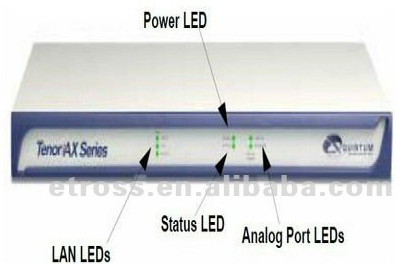 Power LED
Tenor AX Series
QUINTUM
etross.en.alibaba.com
LAN LEDs
Status LED
Analog Port LEDs